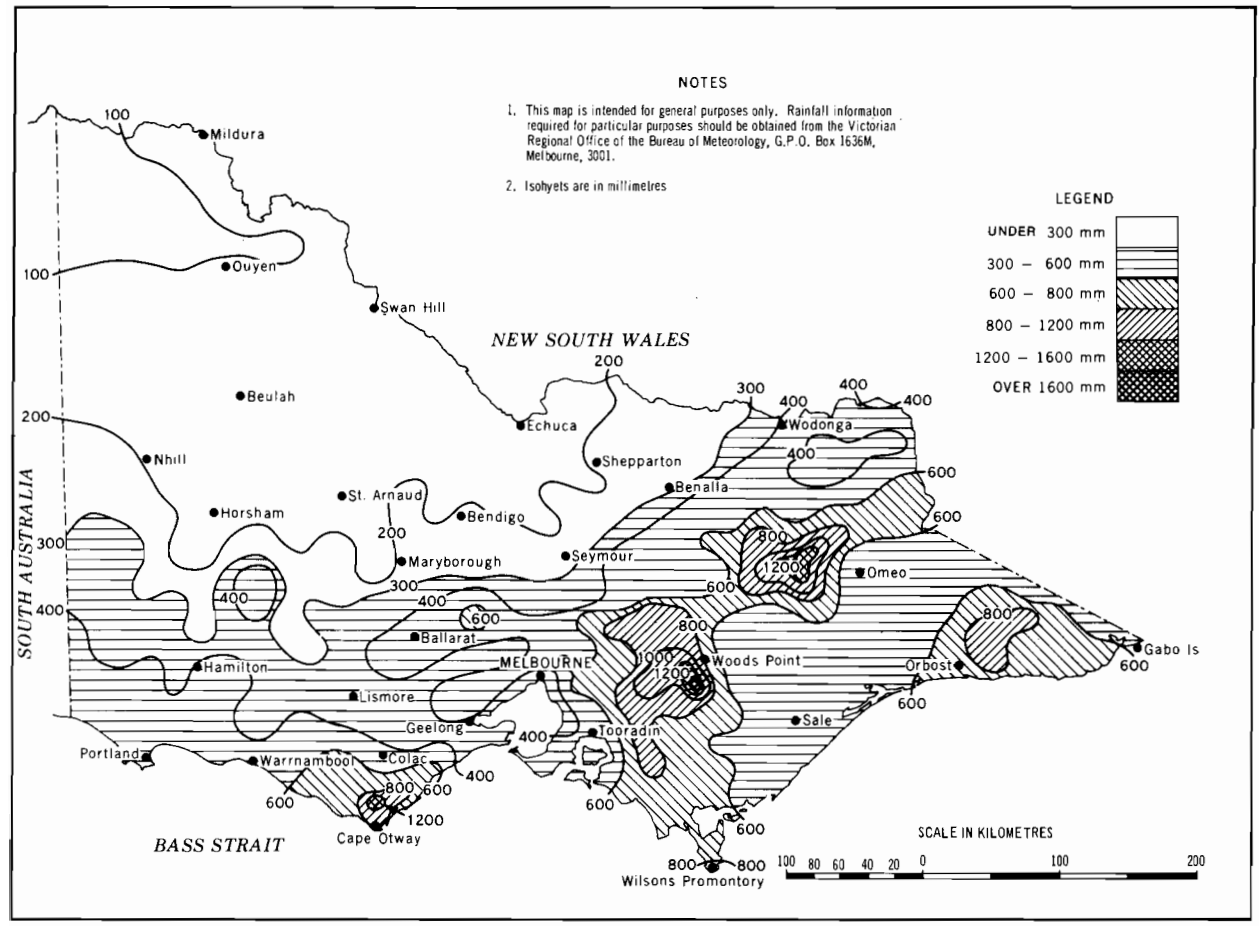 NOTES
1. This map is intended for general purposes only. Rainfall information
required for particular purposes should be obtained from the Victorian
Regional Office of the Bureau of Meteorology, G.P.O. Box 1636M,
Melbourne, 3001.
2. Isohyets are in millimetres
LEGEND
UNDER 300 mm
300 — 600 mm
600 — 800 mm
800 — 1200 mm
1200 — 1600 mm
OVER 1600 mm
100
Mildura
100
Ouyen
Swan Hill
NEW SOUTH WALES
200
Beulah
300
400
400
400
200
Echuca
Wodonga
400
Nhill
Shepparton
600
Benalla
St. Arnaud
Horsham
Bendigo
600
200
800
300
Seymour
1200
Maryborough
Omeo
SOUTH AUSTRALIA
300
600
400
400
400
600
800
800
Ballarat
Gabo Is
600
Hamilton
MELBOURNE
1000
1200
Woods Point
Orbost
600
Lismore
Geelong
400
Tooradin
Sale
Portland
Warrnambool
Colac
400
600
800
600
600
1200
600
BASS STRAIT
Cape Otway
800
800
Wilsons Promontory
SCALE IN KILOMETRES
100 80 60 40 20 0 100 200